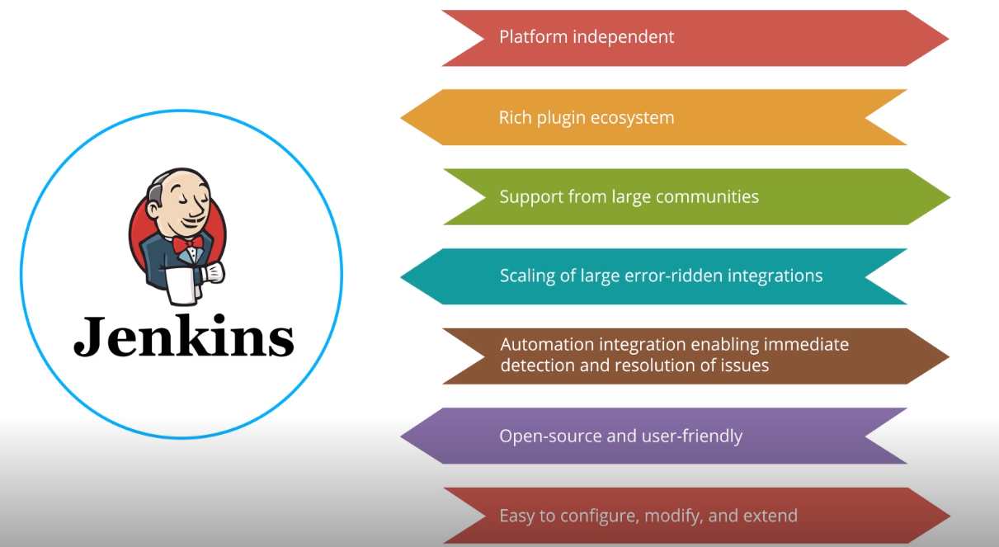 Jenkins
Platform independent
Rich plugin ecosystem
Support from large communities
Scaling of large error-ridden integrations
Automation integration enabling immediate
detection and resolution of issues
Open-source and user-friendly
Easy to configure, modify, and extend